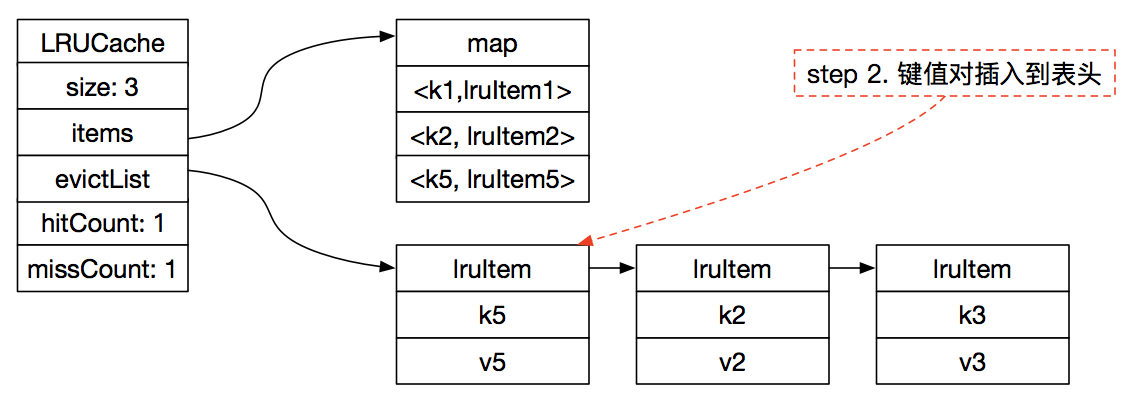 LRUCache
size: 3
items
evictList
hitCount: 1
missCount: 1
map
<k1,lruItem1>
<k2, lruItem2>
<k5, lruItem5>
step 2. 键值对插入到表头
lruItem
k5
v5
lruItem
k2
v2
lruItem
k3
v3